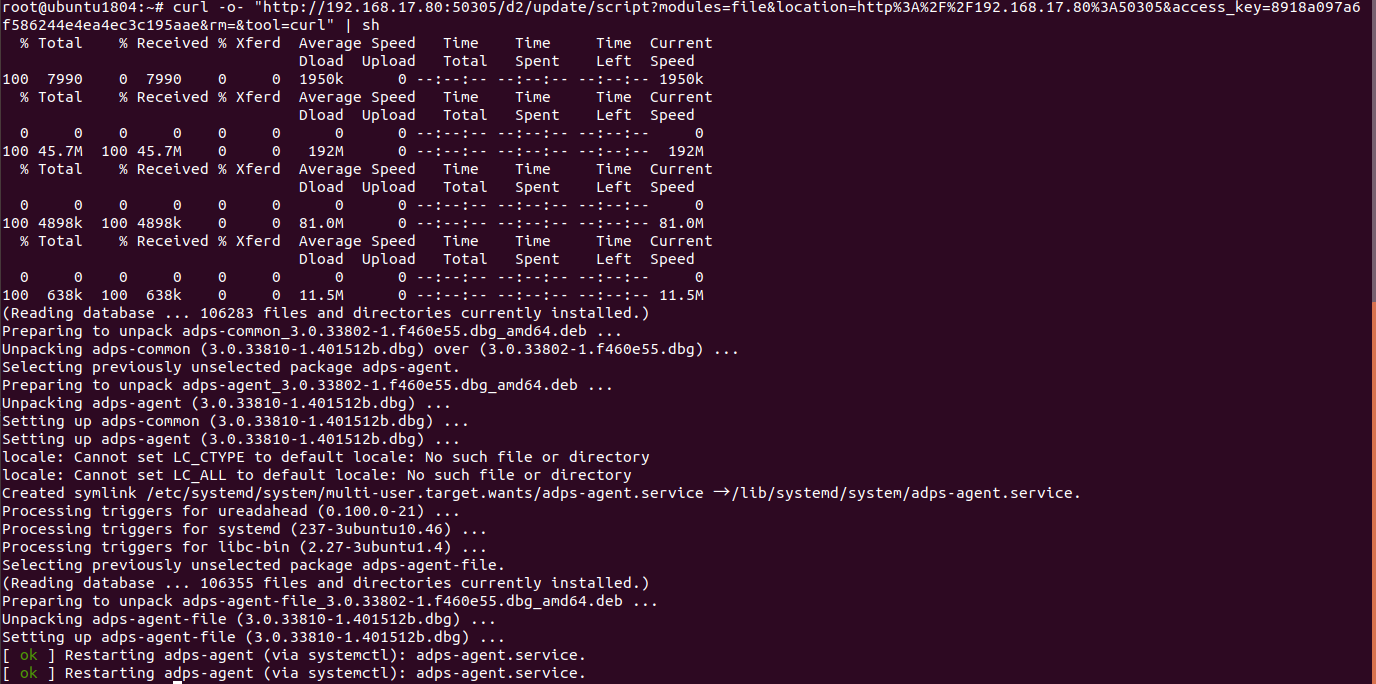 root@ubuntu1804:~# curl -o- "http://192.168.17.80:50305/d2/update/script?modules=file&location=http%3A%2F%2F192.168.17.80%3A50305&access_key=8918a097a6
f586244e4ea4ec3c195aae&rm=&tool=curl" | sh
  % Total    % Received % Xferd  Average Speed   Time    Time     Time  Current
                                 Dload  Upload   Total   Spent    Left  Speed
100  7990    0  7990    0     0  1950k      0 --:--:-- --:--:-- --:--:-- 1950k
  % Total    % Received % Xferd  Average Speed   Time    Time     Time  Current
                                 Dload  Upload   Total   Spent    Left  Speed
  0     0    0     0    0     0      0      0 --:--:-- --:--:-- --:--:--     0
100 45.7M  100 45.7M    0     0   192M      0 --:--:-- --:--:-- --:--:--  192M
  % Total    % Received % Xferd  Average Speed   Time    Time     Time  Current
                                 Dload  Upload   Total   Spent    Left  Speed
  0     0    0     0    0     0      0      0 --:--:-- --:--:-- --:--:--     0
100 4898k  100 4898k    0     0  81.0M      0 --:--:-- --:--:-- --:--:-- 81.0M
  % Total    % Received % Xferd  Average Speed   Time    Time     Time  Current
                                 Dload  Upload   Total   Spent    Left  Speed
  0     0    0     0    0     0      0      0 --:--:-- --:--:-- --:--:--     0
100  638k  100  638k    0     0  11.5M      0 --:--:-- --:--:-- --:--:-- 11.5M
(Reading database ... 106283 files and directories currently installed.)
Preparing to unpack adps-common_3.0.33802-1.f460e55.dbg_amd64.deb ...
Unpacking adps-common (3.0.33810-1.401512b.dbg) over (3.0.33802-1.f460e55.dbg) ...
Selecting previously unselected package adps-agent.
Preparing to unpack adps-agent_3.0.33802-1.f460e55.dbg_amd64.deb ...
Unpacking adps-agent (3.0.33810-1.401512b.dbg) ...
Setting up adps-common (3.0.33810-1.401512b.dbg) ...
Setting up adps-agent (3.0.33810-1.401512b.dbg) ...
locale: Cannot set LC_CTYPE to default locale: No such file or directory
locale: Cannot set LC_ALL to default locale: No such file or directory
Created symlink /etc/systemd/system/multi-user.target.wants/adps-agent.service → /lib/systemd/system/adps-agent.service.
Processing triggers for ureadahead (0.100.0-21) ...
Processing triggers for systemd (237-3ubuntu10.46) ...
Processing triggers for libc-bin (2.27-3ubuntu1.4) ...
Selecting previously unselected package adps-agent-file.
(Reading database ... 106355 files and directories currently installed.)
Preparing to unpack adps-agent-file_3.0.33802-1.f460e55.dbg_amd64.deb ...
Unpacking adps-agent-file (3.0.33810-1.401512b.dbg) ...
Setting up adps-agent-file (3.0.33810-1.401512b.dbg) ...
[ ok ] Restarting adps-agent (via systemctl): adps-agent.service.
[ ok ] Restarting adps-agent (via systemctl): adps-agent.service.